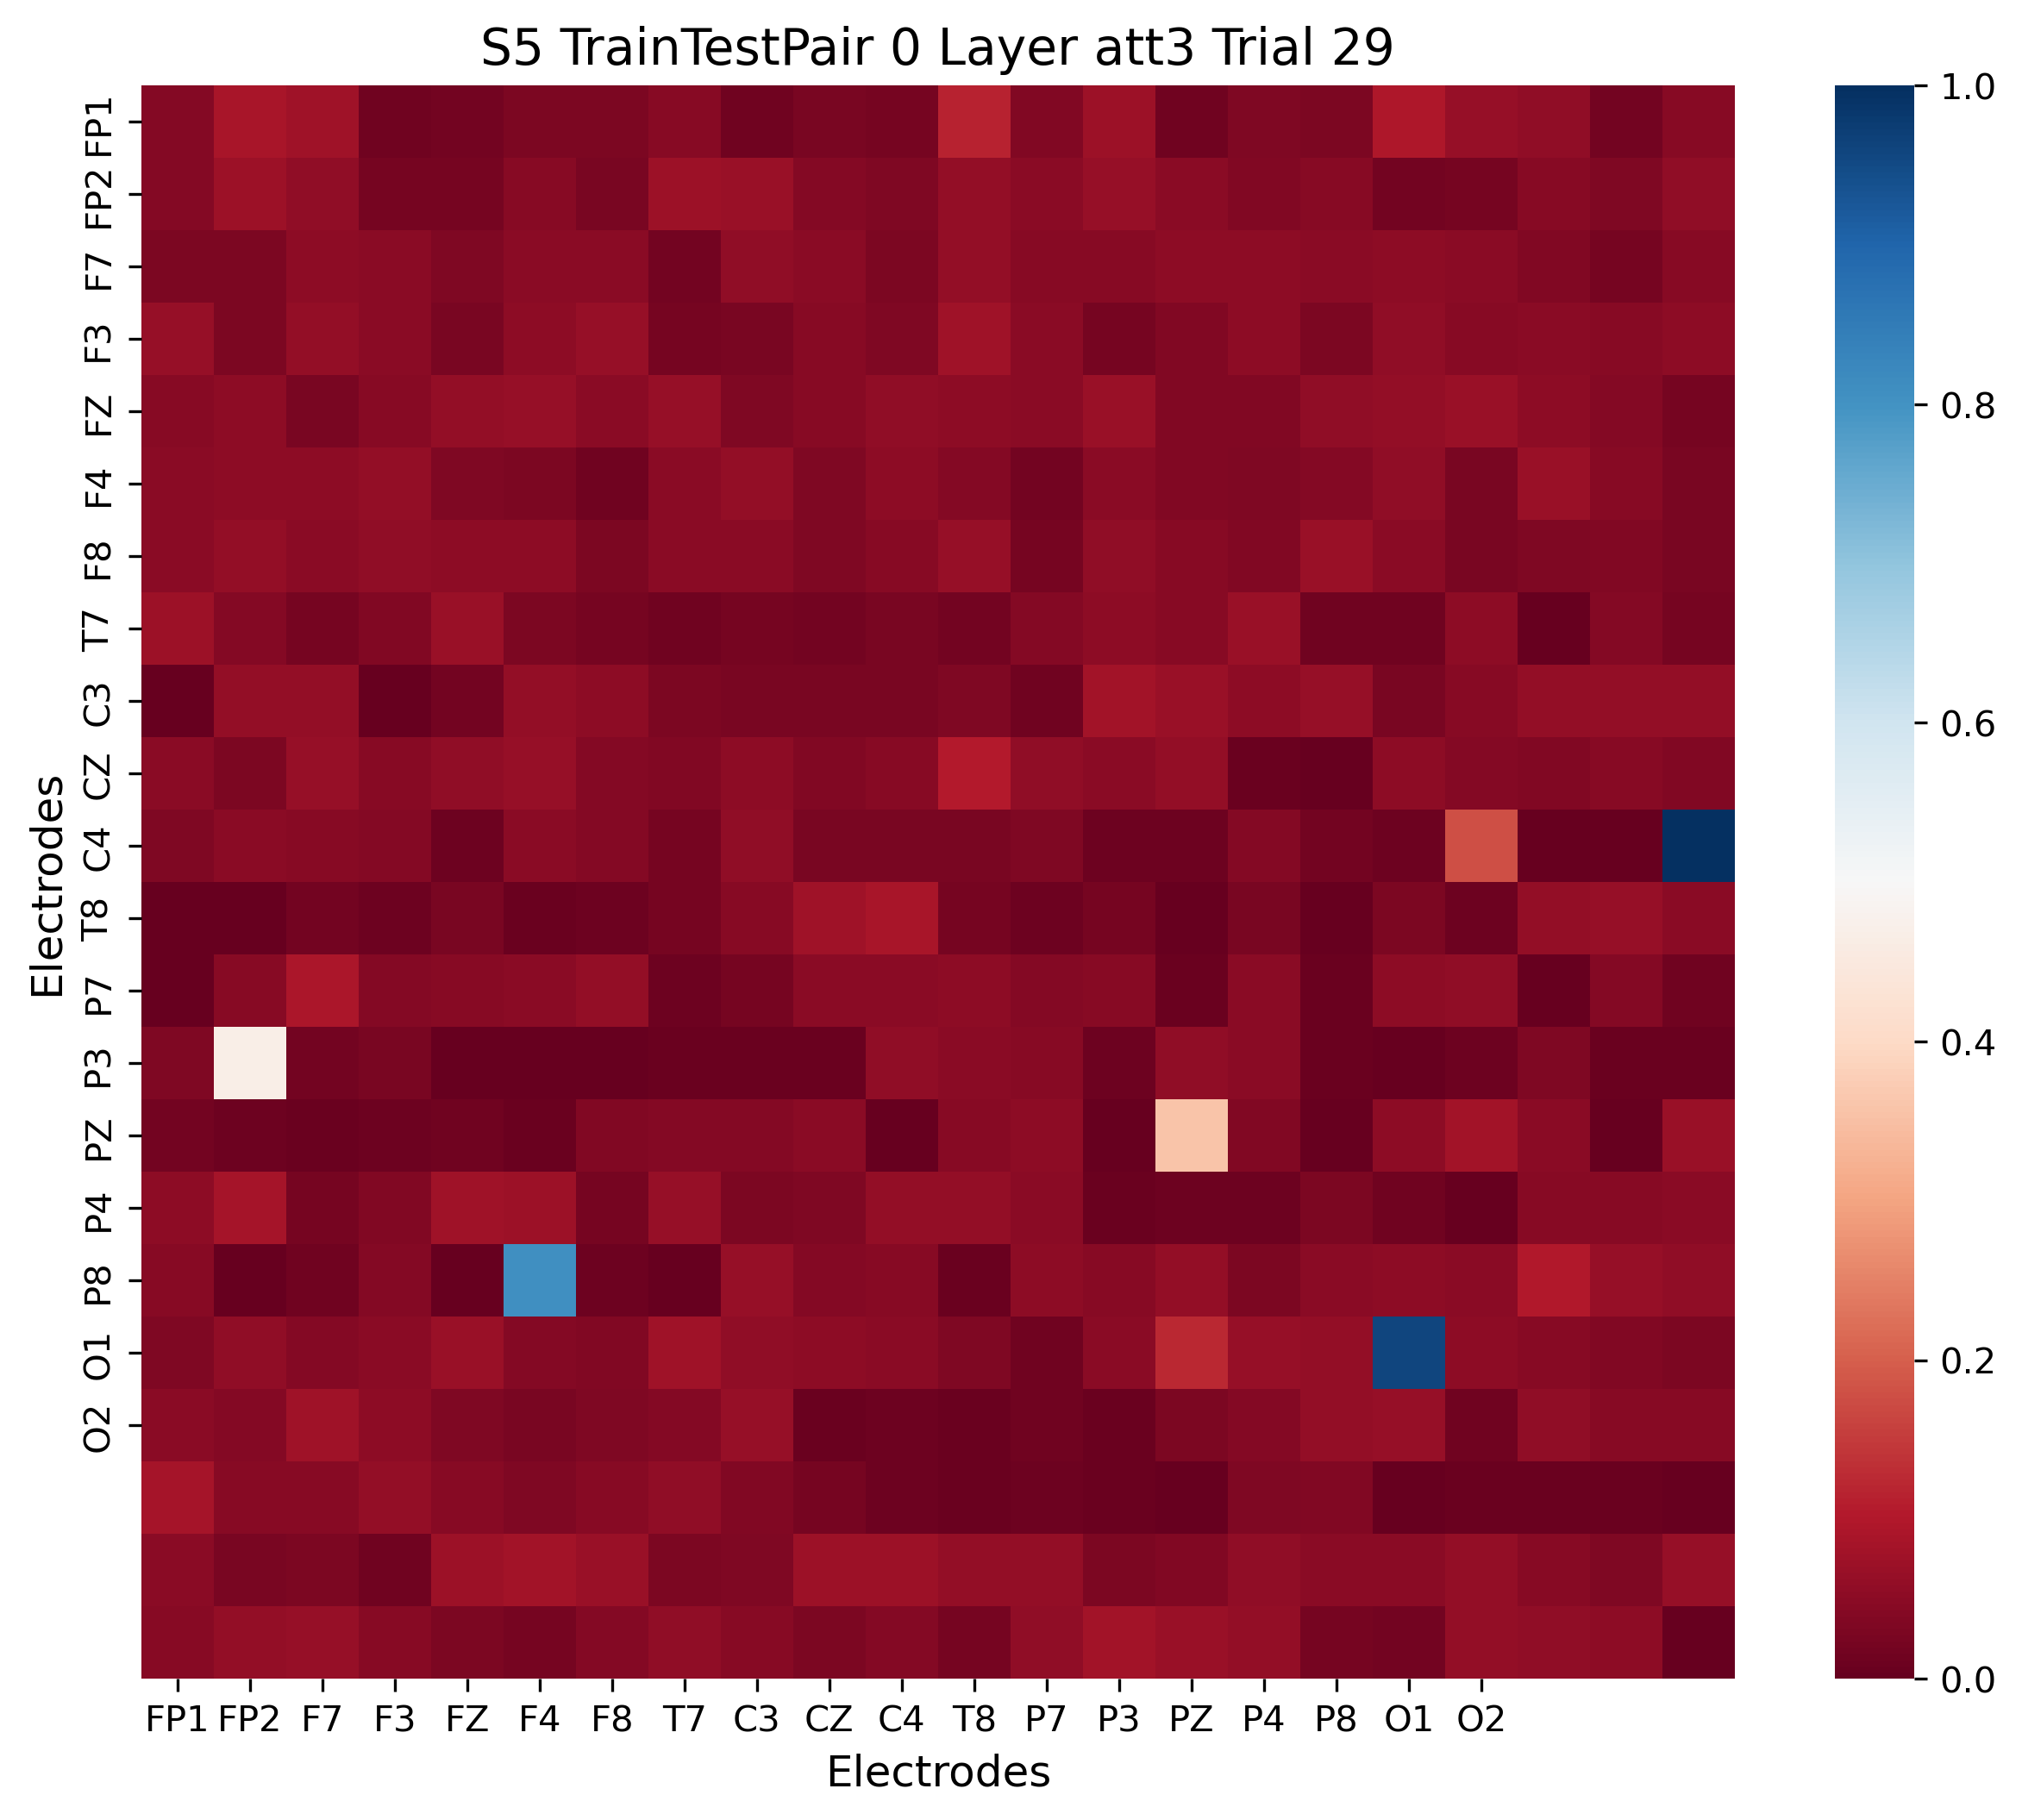 S5 TrainTestPair 0 Layer att3 Trial 29
Electrodes
FP1
FP2
F7
F3
FZ
F4
F8
T7
C3
CZ
C4
T8
P7
P3
PZ
P4
P8
O1
O2
1.0
0.8
0.6
0.4
0.2
0.0
FP1 FP2 F7 F3 FZ F4 F8 T7 C3 CZ C4 T8 P7 P3 PZ P4 P8 O1 O2
Electrodes